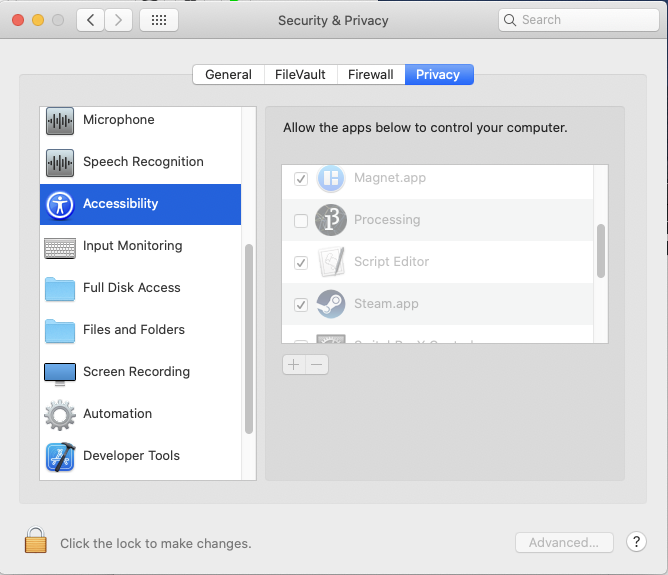 Security & Privacy
Search
General
FileVault
Firewall
Privacy
Microphone
Speech Recognition
Accessibility
Input Monitoring
Full Disk Access
Files and Folders
Screen Recording
Automation
Developer Tools
Allow the apps below to control your computer.
Magnet.app
Processing
Script Editor
Steam.app
Click the lock to make changes.
Advanced...
?